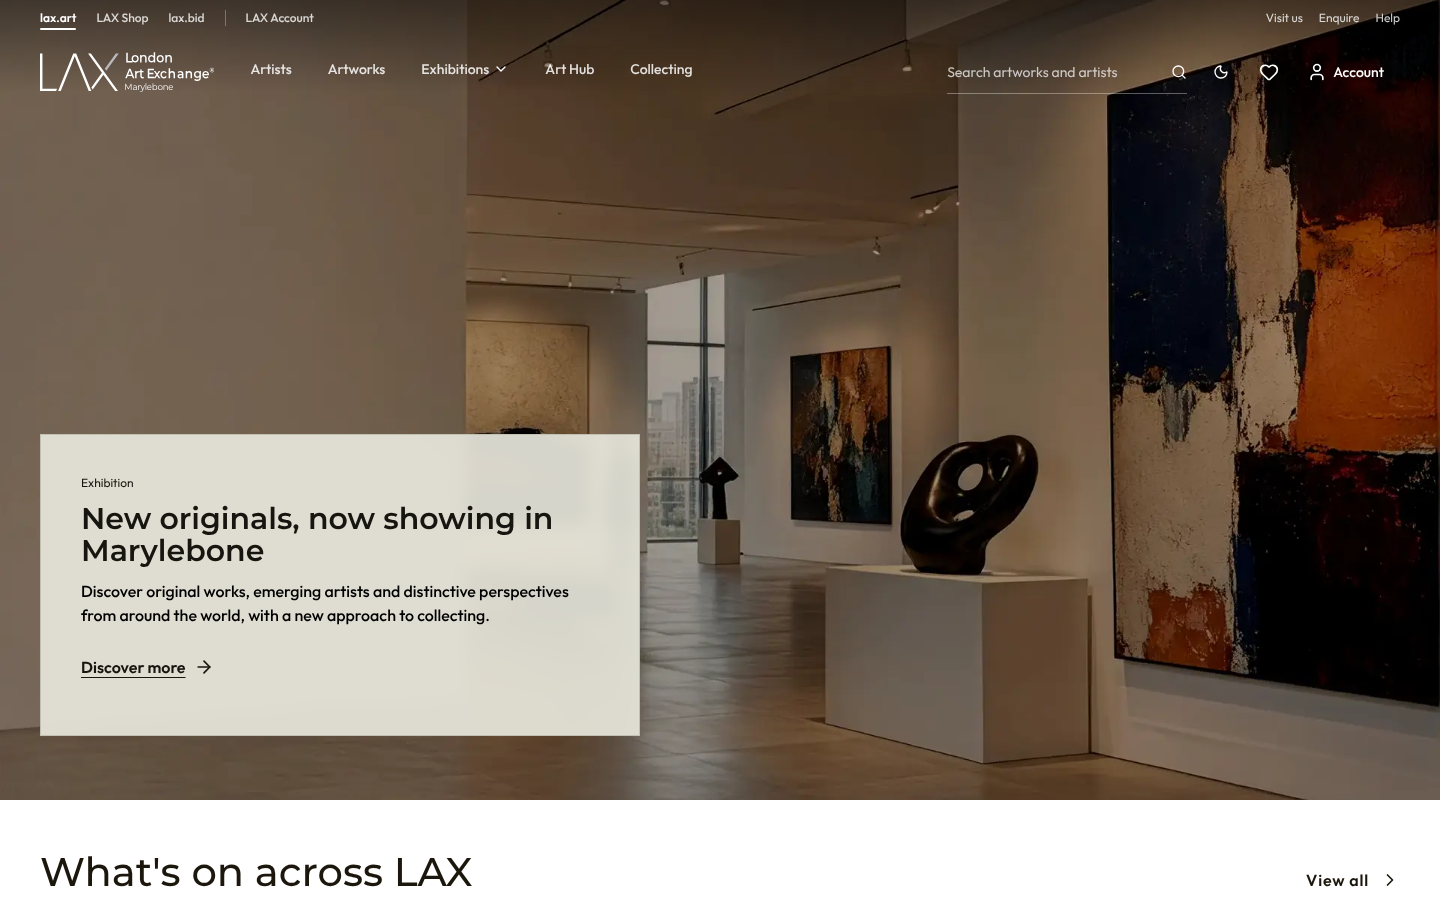 lax.art
LAX Shop
lax.bid
LAX Account
Visit us
Enquire
Help
LAX
London
Art Exchange®
Marylebone
Artists
Artworks
Exhibitions
Art Hub
Collecting
Search artworks and artists
Account
Exhibition
New originals, now showing in
Marylebone
Discover original works, emerging artists and distinctive perspectives
from around the world, with a new approach to collecting.
Discover more
What's on across LAX
View all